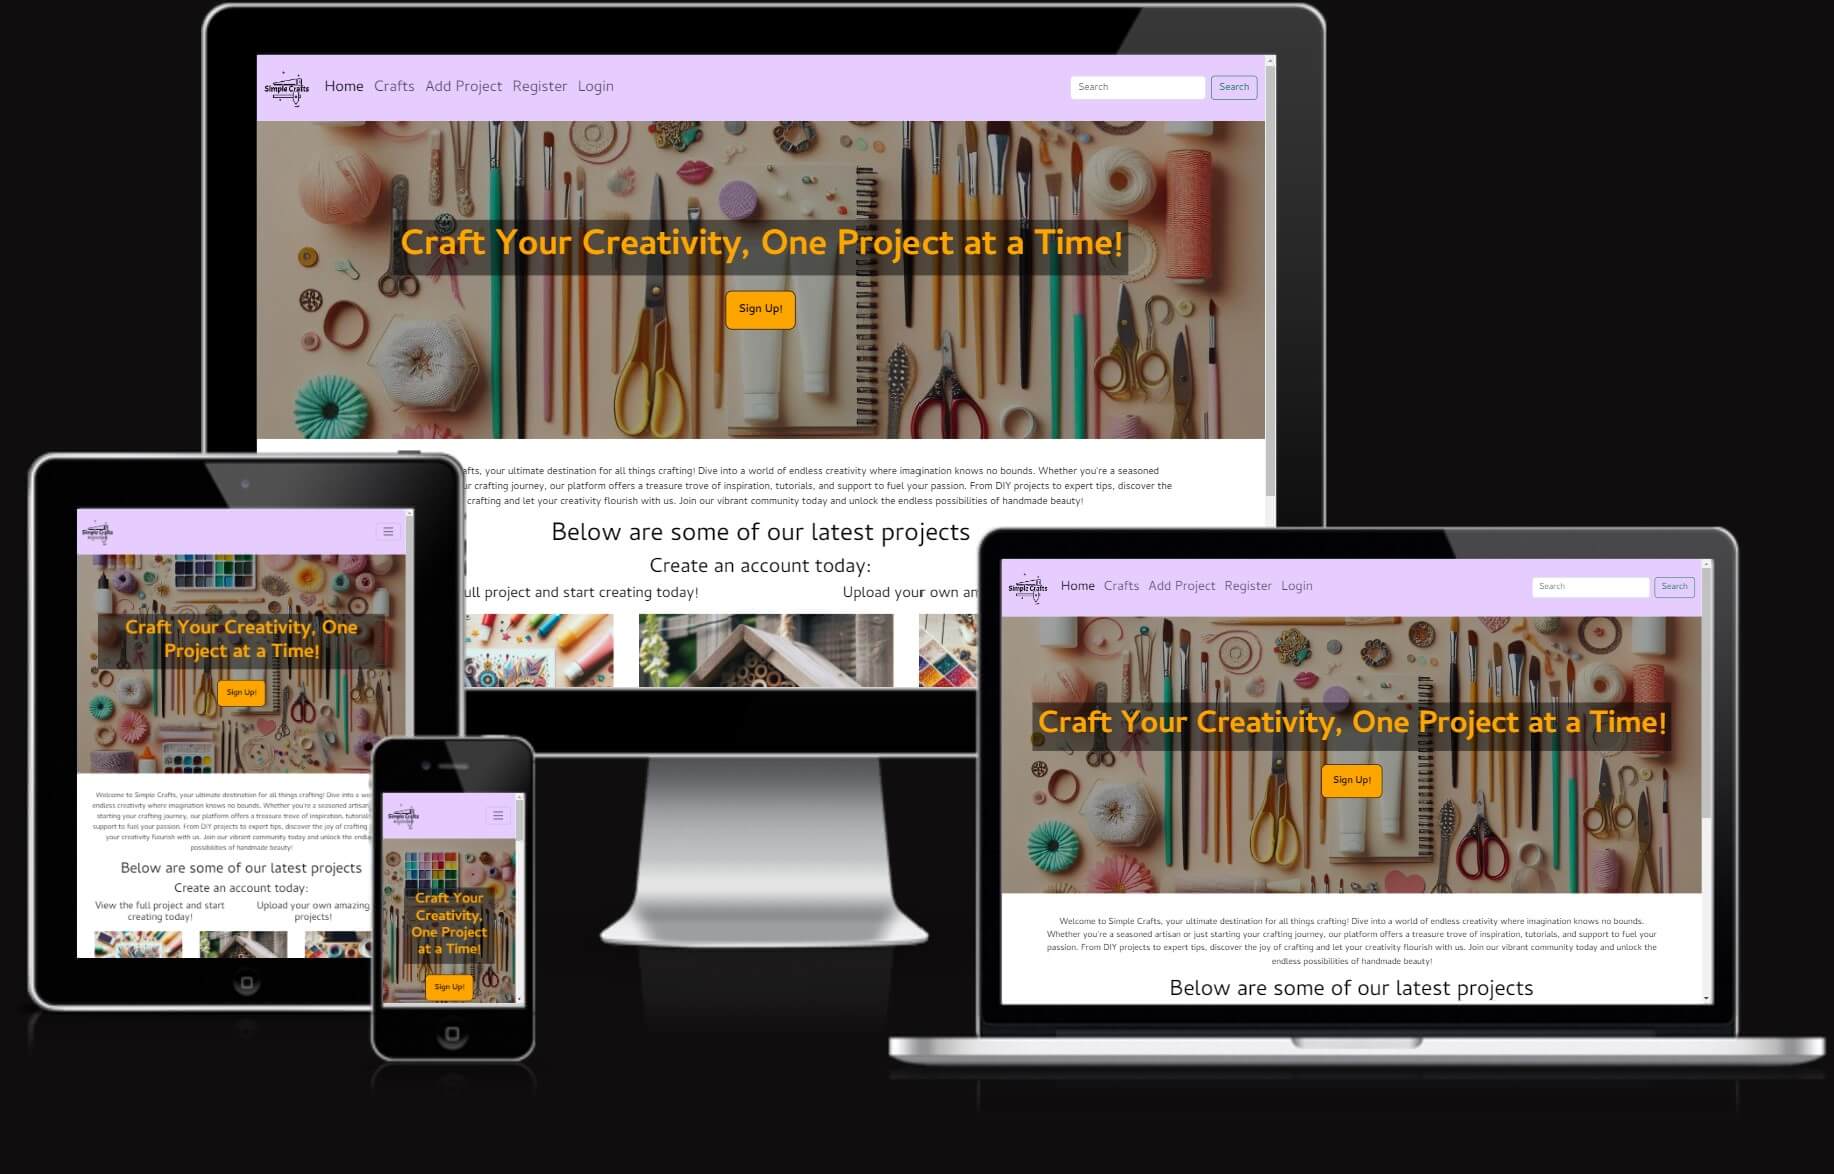 Simple Crafts
Home Crafts Add Project Register Login
Search Search
Craft Your Creativity, One Project at a Time!
Sign Up!
afts, your ultimate destination for all things crafting! Dive into a world of endless creativity where imagination knows no bounds. Whether you're a seasoned
ur crafting journey, our platform offers a treasure trove of inspiration, tutorials, and support to fuel your passion. From DIY projects to expert tips, discover the
crafting and let your creativity flourish with us. Join our vibrant community today and unlock the endless possibilities of handmade beauty!
Below are some of our latest projects
Create an account today:
ull project and start creating today!
Upload your own an
Simple Crafts
Craft Your Creativity, One
Project at a Time!
Sign Up!
Welcome to Simple Crafts, your ultimate destination for all things crafting! Dive into a w
endless creativity where imagination knows no bounds. Whether you're a seasoned artisan
starting your crafting journey, our platform offers a treasure trove of inspiration, tutorials
support to fuel your passion. From DIY projects to expert tips, discover the joy of crafting
your creativity flourish with us. Join our vibrant community today and unlock the endl
possibilities of handmade beauty!
Below are some of our latest projects
Create an account today:
View the full project and start
creating today!
Upload your own amazing
projects!
Simple Crafts
Craft Your
Creativity,
One Project
at a Time!
Sign Up!
Simple Crafts
Home Crafts Add Project Register Login
Search Search
Craft Your Creativity, One Project at a Time!
Sign Up!
Welcome to Simple Crafts, your ultimate destination for all things crafting! Dive into a world of endless creativity where imagination knows no bounds.
Whether you're a seasoned artisan or just starting your crafting journey, our platform offers a treasure trove of inspiration, tutorials, and support to fuel your
passion. From DIY projects to expert tips, discover the joy of crafting and let your creativity flourish with us. Join our vibrant community today and unlock the
endless possibilities of handmade beauty!
Below are some of our latest projects